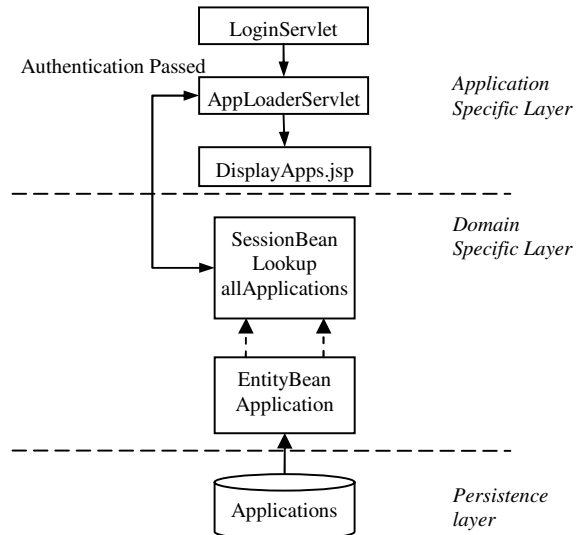 LoginServlet
Authentication Passed
AppLoaderServlet
Application
Specific Layer
DisplayApps.jsp
Domain
Specific Layer
SessionBean
Lookup
allApplications
EntityBean
Application
Applications
Persistence
layer